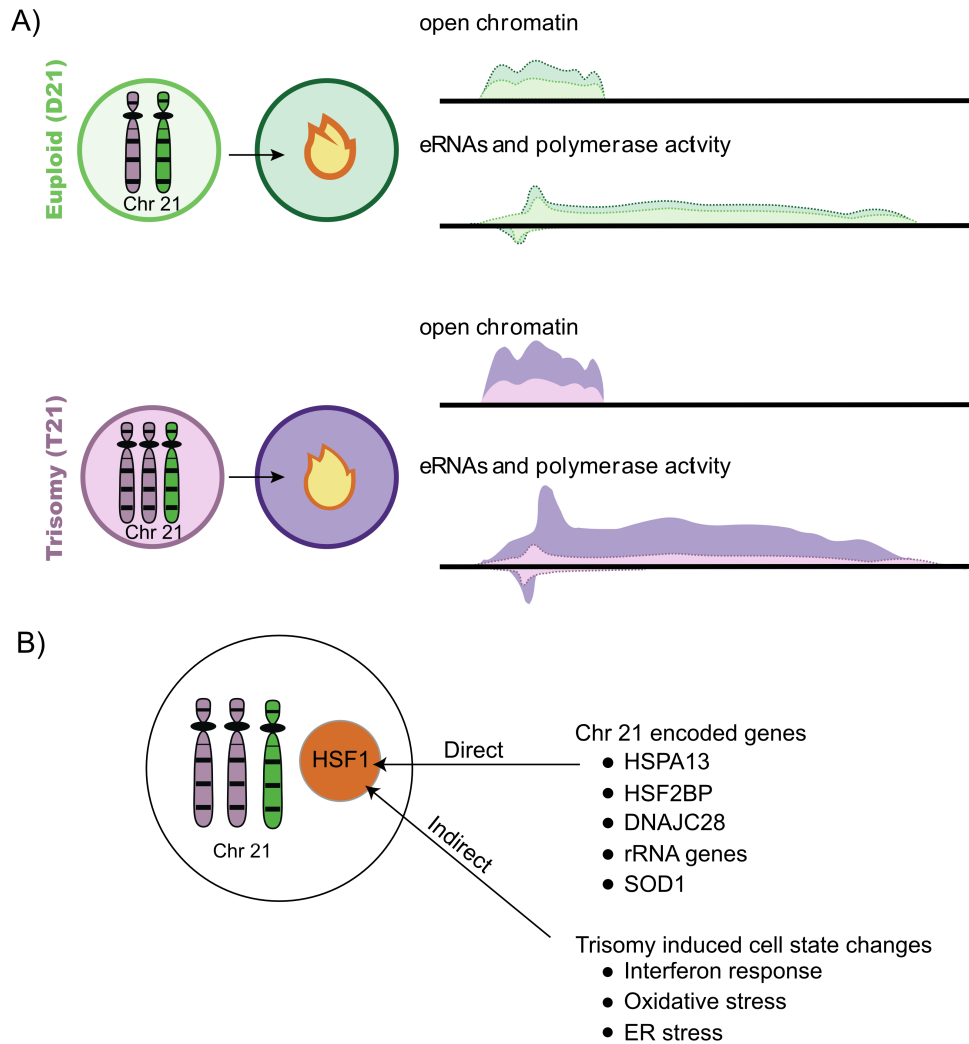 A)
Euploid (D21)
Chr 21
open chromatin
eRNAs and polymerase activity
Trisomy (T21)
Chr 21
open chromatin
eRNAs and polymerase activity
B)
HSF1
Chr 21
Direct
Indirect
Chr 21 encoded genes
● HSPA13
● HSF2BP
● DNAJC28
● rRNA genes
● SOD1
Trisomy induced cell state changes
● Interferon response
● Oxidative stress
● ER stress